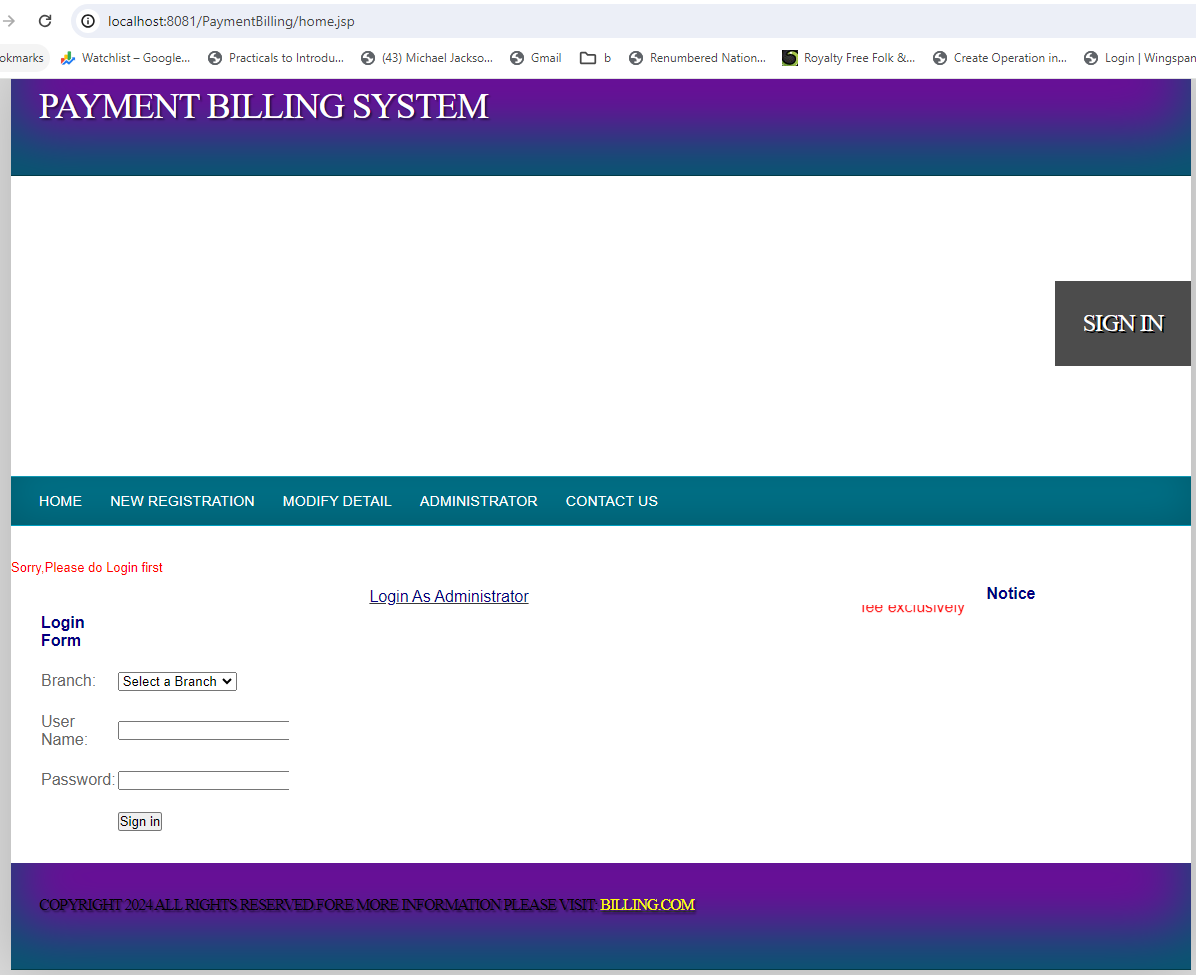 localhost:8081/PaymentBilling/home.jsp
okmarks Watchlist – Google... Practicals to Introdu... (43) Michael Jackso... Gmail b Renumbered Nation... Royalty Free Folk &... Create Operation in... Login | Wingspan
PAYMENT BILLING SYSTEM
SIGN IN
HOME NEW REGISTRATION MODIFY DETAIL ADMINISTRATOR CONTACT US
Sorry,Please do Login first
Login As Administrator
Notice
fee exclusively
Login
Form
Branch: Select a Branch
User
Name:
Password:
Sign in
COPYRIGHT 2024 ALL RIGHTS RESERVED.FORE MORE INFORMATION PLEASE VISIT: BILLING.COM